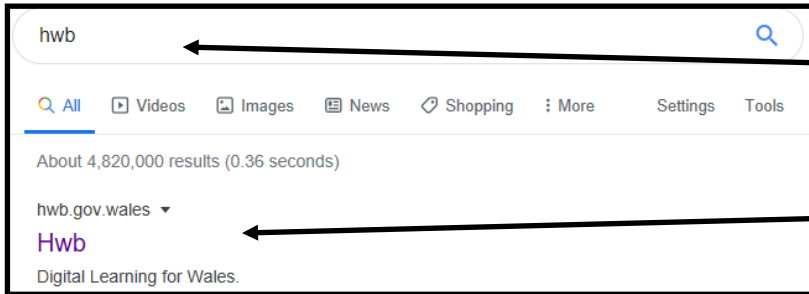 hwb
All Videos Images News Shopping More Settings Tools
About 4,820,000 results (0.36 seconds)
hwb.gov.wales
Hwb
Digital Learning for Wales.